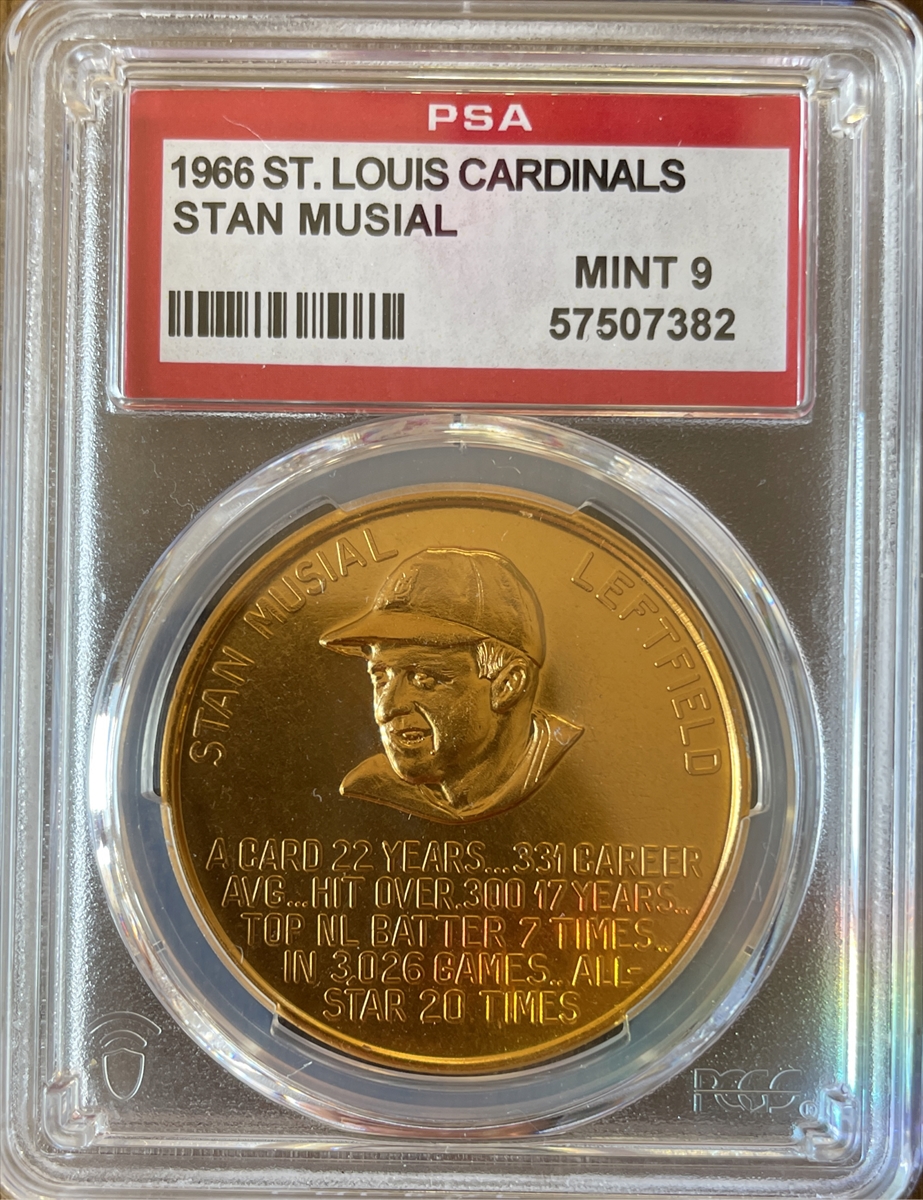 PSA
1966 ST. LOUIS CARDINALS
STAN MUSIAL
MINT 9
57507382
STAN MUSIAL
LEFTFIELD
A CARD 22 YEARS...331 CAREER
AVG...HIT OVER.300 17 YEARS...
TOP NL BATTER 7 TIMES..
IN 3,026 GAMES.. ALL-
STAR 20 TIMES
PCGS®